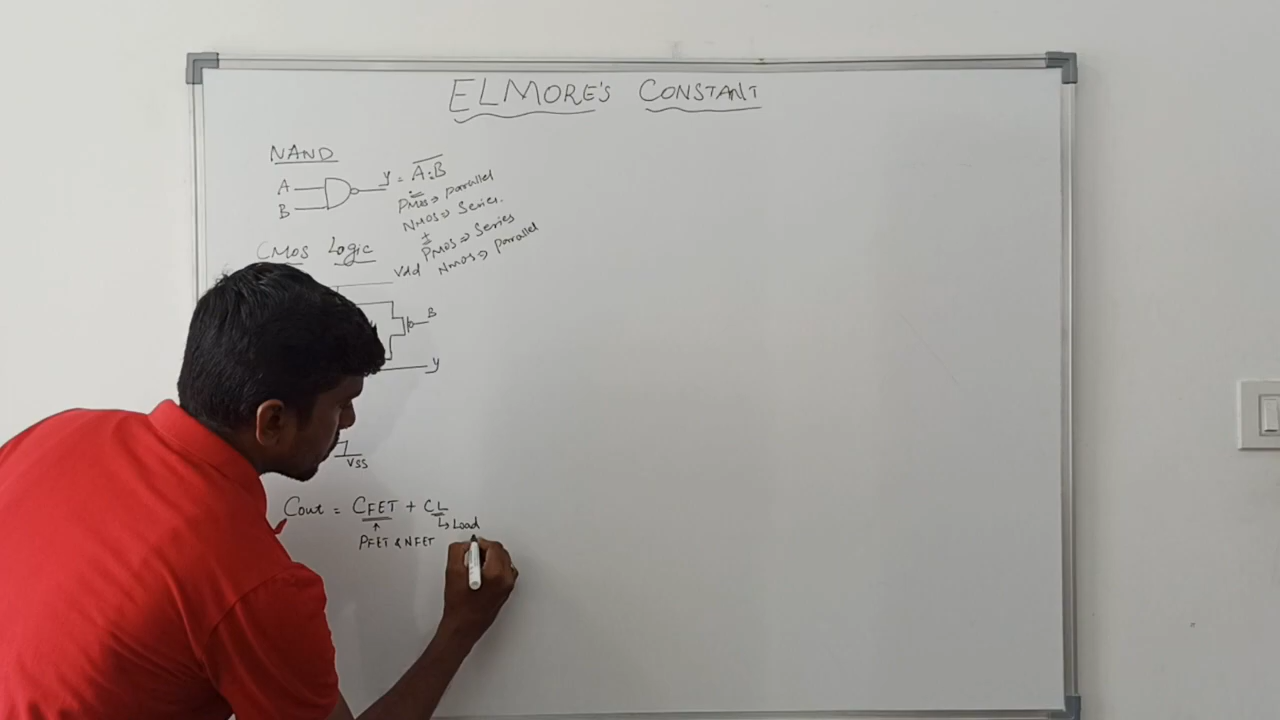 ELMORE'S CONSTANT
NAND
A
B
y = A.B
PMOS => Parallel
NMOS => Series.
+
PMOS => Series
NMOS => Parallel
CMOS Logic
Vdd
B
y
VSS
Cout = CFET + CL
↳ Load
↑
PFET & NFET